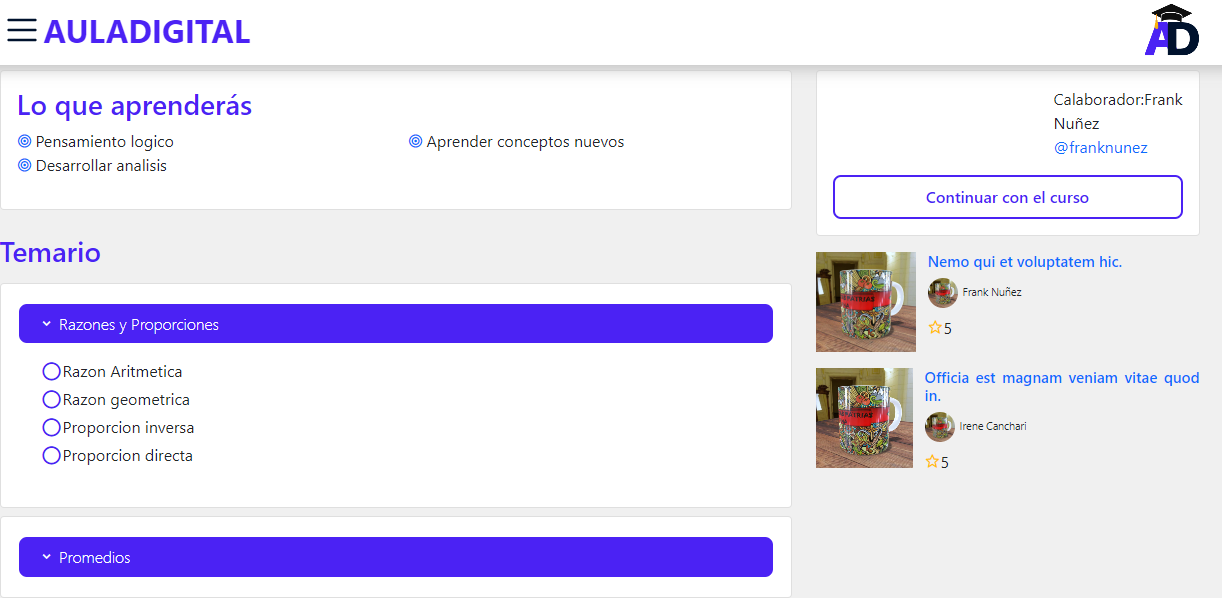 AULADIGITAL
AD
Lo que aprenderás
Pensamiento logico
Aprender conceptos nuevos
Desarrollar analisis
Temario
Razones y Proporciones
Razon Aritmetica
Razon geometrica
Proporcion inversa
Proporcion directa
Promedios
Calaborador:Frank
Nuñez
@franknunez
Continuar con el curso
Nemo qui et voluptatem hic.
Frank Nuñez
5
Officia est magnam veniam vitae quod
in.
Irene Canchari
5